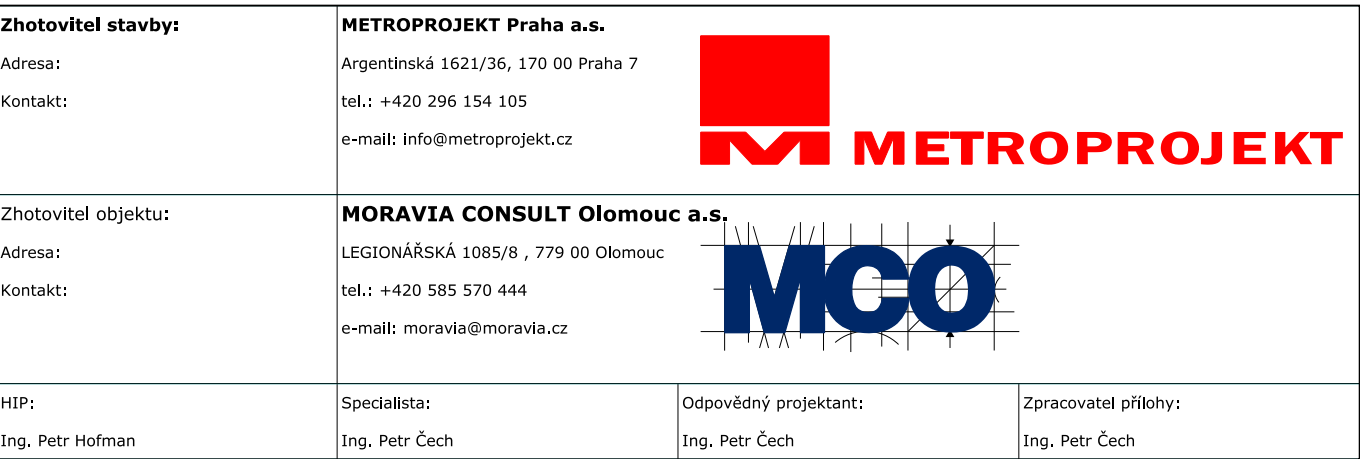 Zhotovitel stavby: METROPROJEKT Praha a.s.
Adresa: Argentinská 1621/36, 170 00 Praha 7
Kontakt: tel.: +420 296 154 105
e-mail: info@metroprojekt.cz
M METROPROJEKT
Zhotovitel objektu: MORAVIA CONSULT Olomouc a.s.
Adresa: LEGIONÁŘSKÁ 1085/8 , 779 00 Olomouc
Kontakt: tel.: +420 585 570 444
e-mail: moravia@moravia.cz
MCO
HIP: Specialista: Odpovědný projektant: Zpracovatel přílohy:
Ing. Petr Hofman Ing. Petr Čech Ing. Petr Čech Ing. Petr Čech